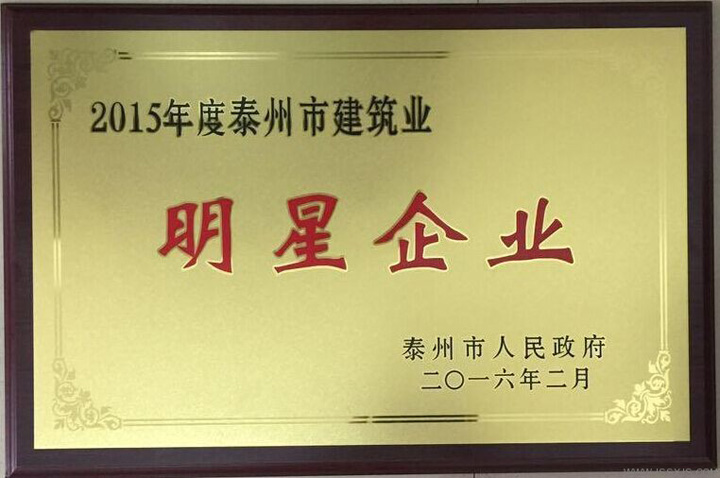 2015年度泰州市建筑业
明星企业
泰州市人民政府
二〇一六年二月